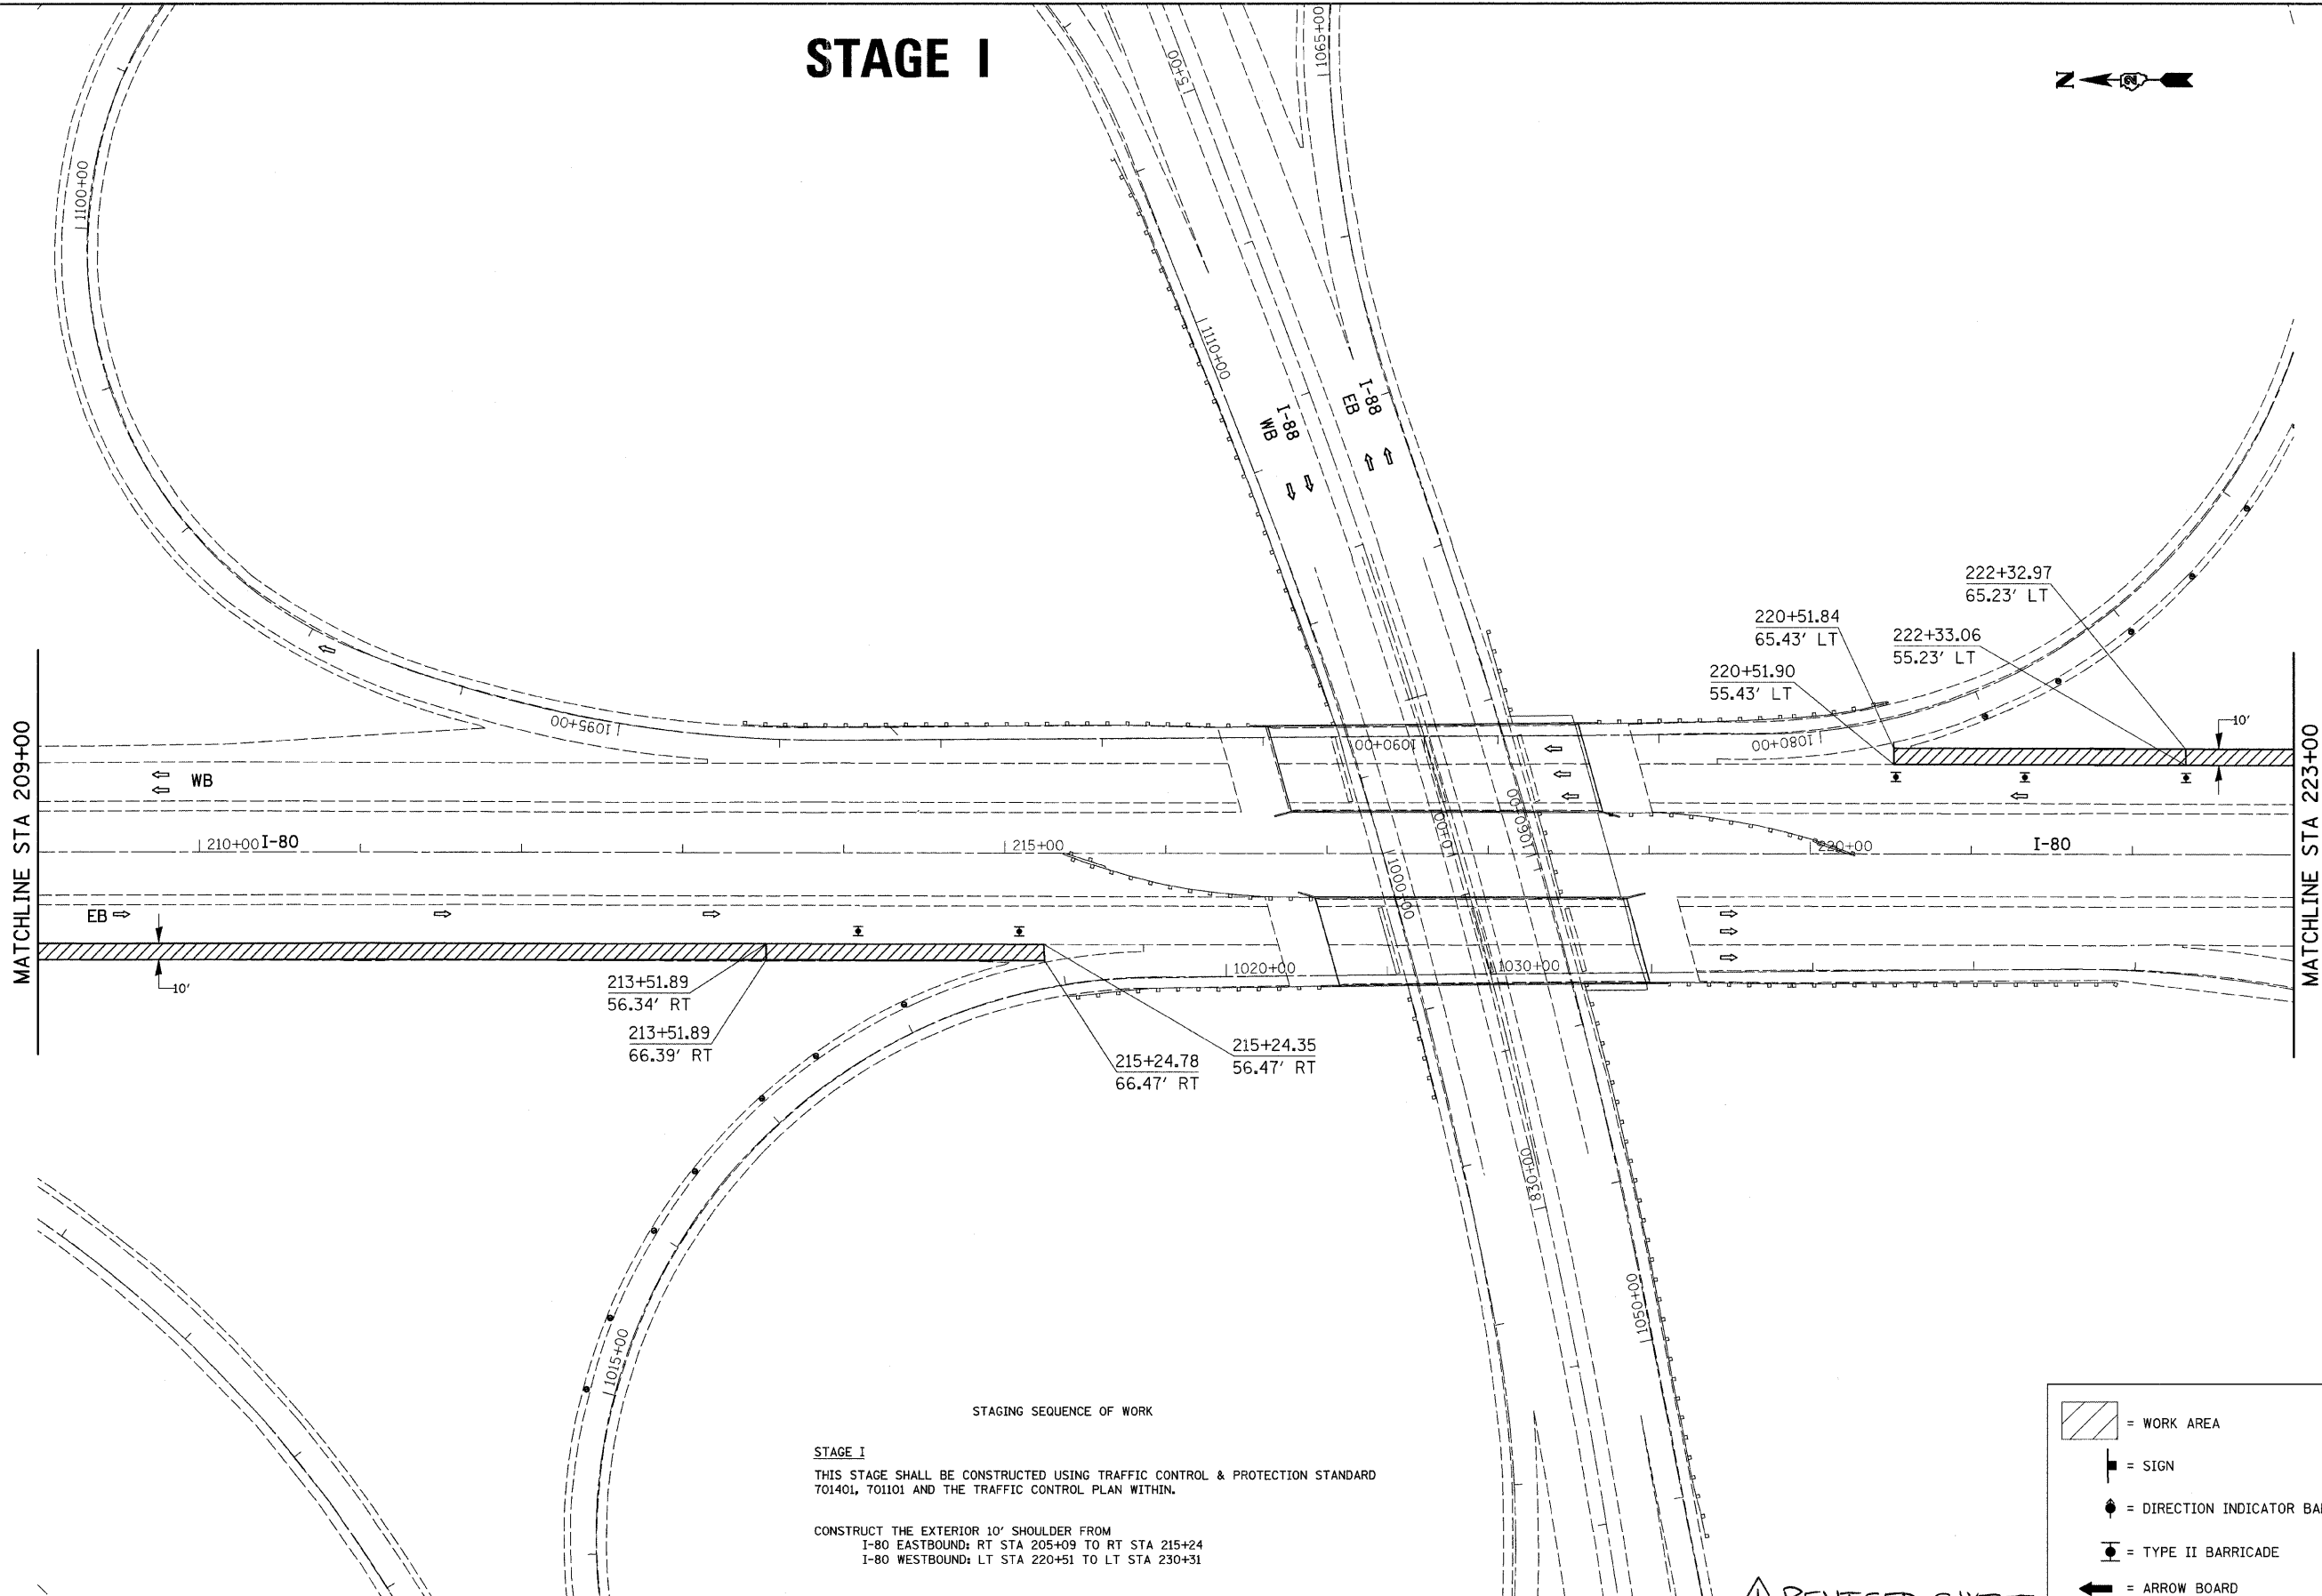 STAGE I
N
5+00
1065+00
1100+00
1110+00
I-88
WB
I-88
EB
222+32.97
65.23' LT
220+51.84
65.43' LT
222+33.06
55.23' LT
220+51.90
55.43' LT
10'
1095+00
1090+00
1080+00
MATCHLINE STA 209+00
WB
MATCHLINE STA 223+00
210+00
I-80
215+00
220+00
I-80
1060+00
1000+00
EB
10'
1020+00
1030+00
213+51.89
56.34' RT
213+51.89
66.39' RT
215+24.78
66.47' RT
215+24.35
56.47' RT
830+00
1050+00
1015+00
STAGING SEQUENCE OF WORK
STAGE I
THIS STAGE SHALL BE CONSTRUCTED USING TRAFFIC CONTROL & PROTECTION STANDARD
701401, 701101 AND THE TRAFFIC CONTROL PLAN WITHIN.
CONSTRUCT THE EXTERIOR 10' SHOULDER FROM
I-80 EASTBOUND: RT STA 205+09 TO RT STA 215+24
I-80 WESTBOUND: LT STA 220+51 TO LT STA 230+31
= WORK AREA
= SIGN
= DIRECTION INDICATOR BA
= TYPE II BARRICADE
= ARROW BOARD